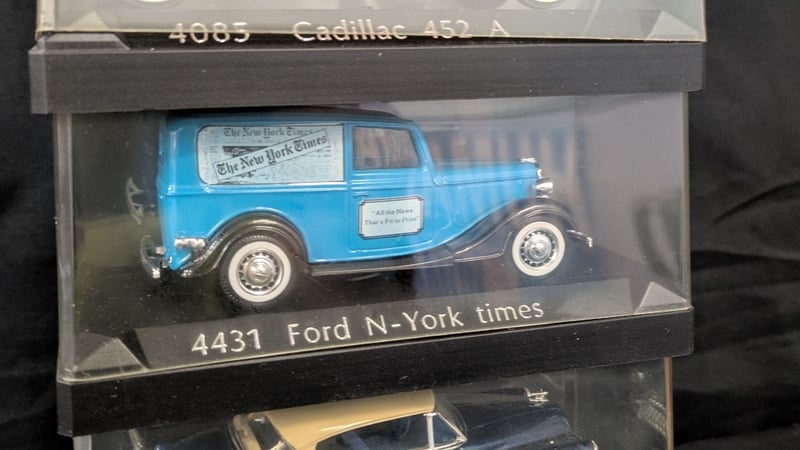 4085 Cadillac 452 A
The New York Times
The New York Times
"All the News
That's Fit to Print"
4431 Ford N-York times